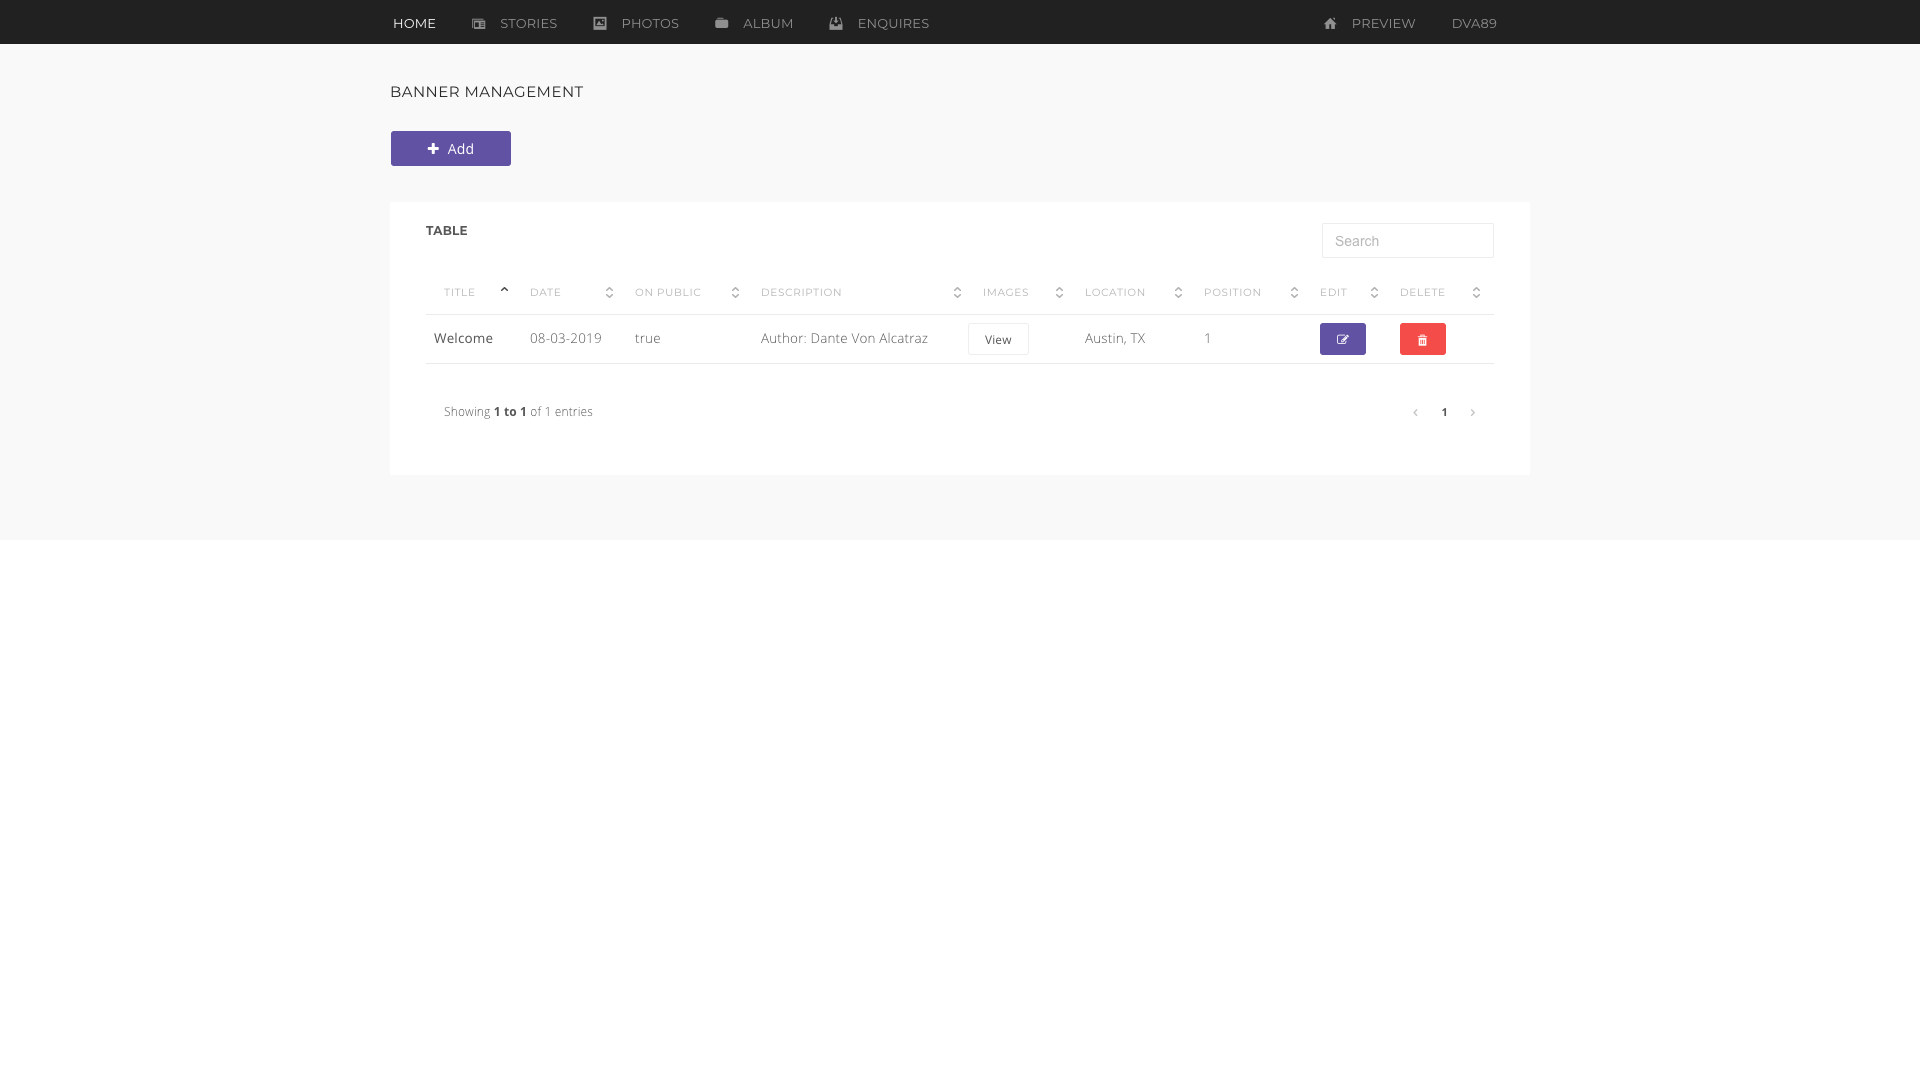 HOME STORIES PHOTOS ALBUM ENQUIRES PREVIEW DVA89
BANNER MANAGEMENT
Add
TABLE
Search
TITLE DATE ON PUBLIC DESCRIPTION IMAGES LOCATION POSITION EDIT DELETE
Welcome 08-03-2019 true Author: Dante Von Alcatraz View Austin, TX 1
Showing 1 to 1 of 1 entries
1